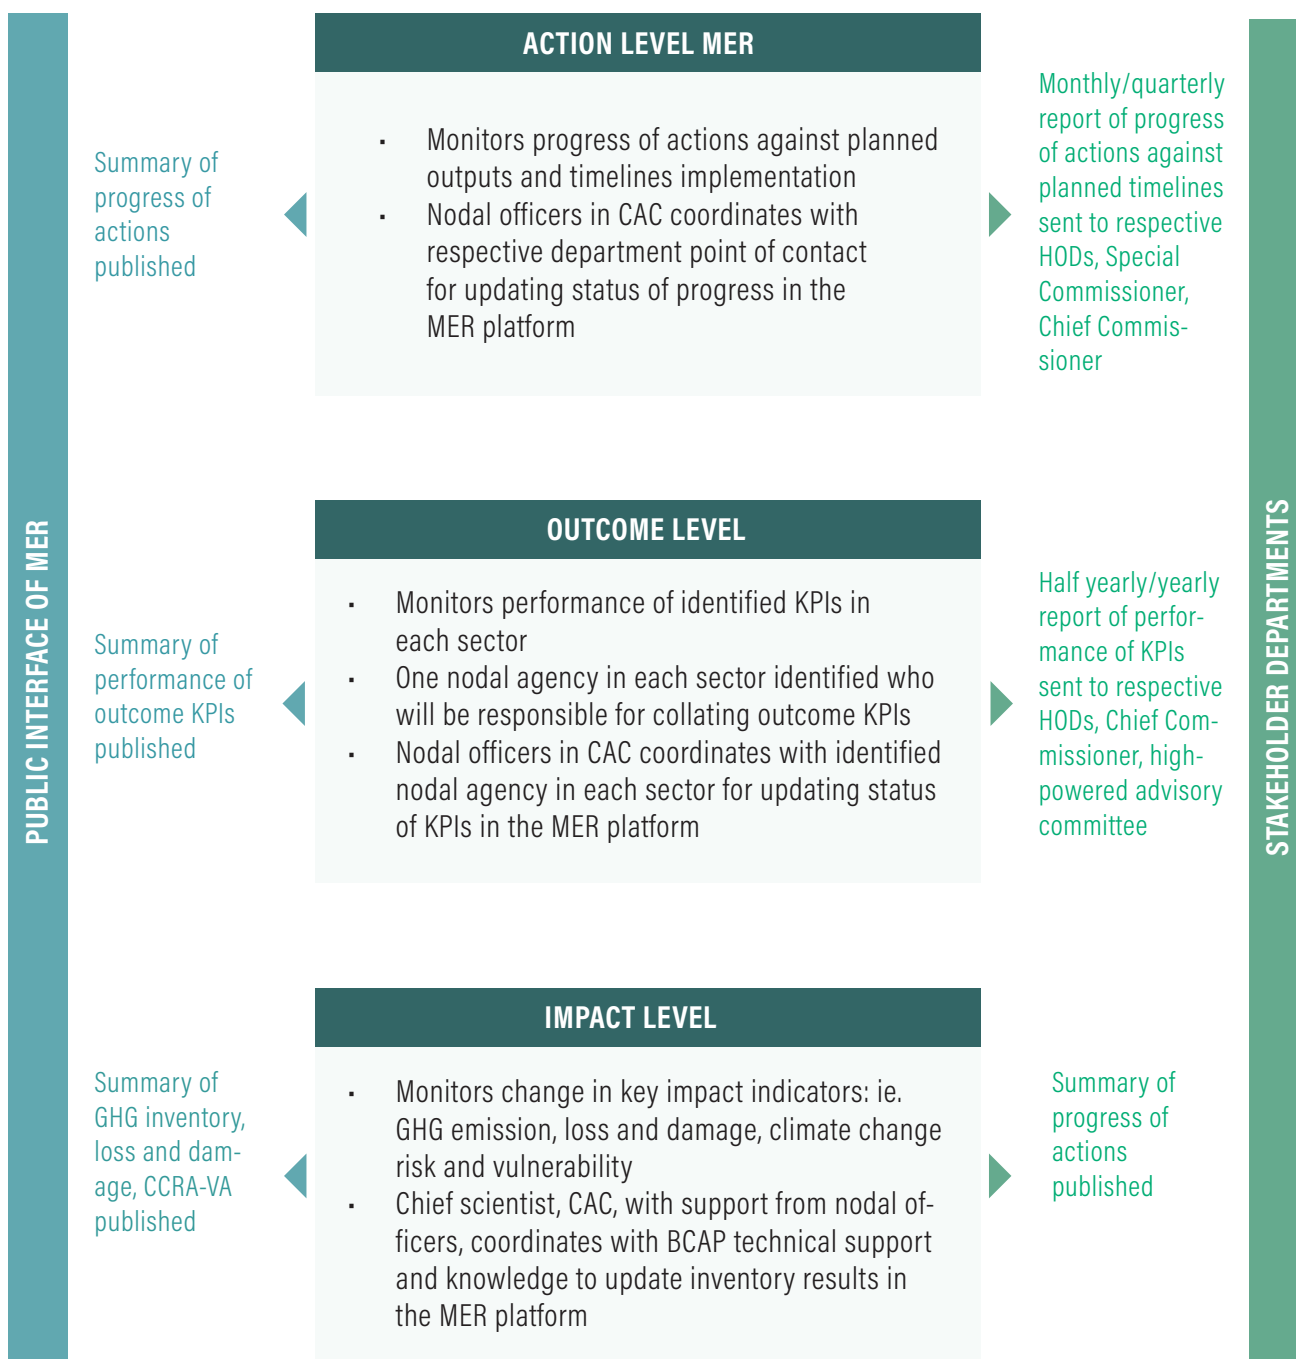 PUBLIC INTERFACE OF MER
ACTION LEVEL MER
Summary of
progress of
actions
published
▪ Monitors progress of actions against planned
outputs and timelines implementation
▪ Nodal officers in CAC coordinates with
respective department point of contact
for updating status of progress in the
MER platform
Monthly/quarterly
report of progress
of actions against
planned timelines
sent to respective
HODs, Special
Commissioner,
Chief Commis-
sioner
OUTCOME LEVEL
Summary of
performance of
outcome KPIs
published
▪ Monitors performance of identified KPIs in
each sector
▪ One nodal agency in each sector identified who
will be responsible for collating outcome KPIs
▪ Nodal officers in CAC coordinates with identified
nodal agency in each sector for updating status
of KPIs in the MER platform
Half yearly/yearly
report of perfor-
mance of KPIs
sent to respective
HODs, Chief Com-
missioner, high-
powered advisory
committee
IMPACT LEVEL
Summary of
GHG inventory,
loss and dam-
age, CCRA-VA
published
▪ Monitors change in key impact indicators: ie.
GHG emission, loss and damage, climate change
risk and vulnerability
▪ Chief scientist, CAC, with support from nodal of-
ficers, coordinates with BCAP technical support
and knowledge to update inventory results in
the MER platform
Summary of
progress of
actions
published
STAKEHOLDER DEPARTMENTS